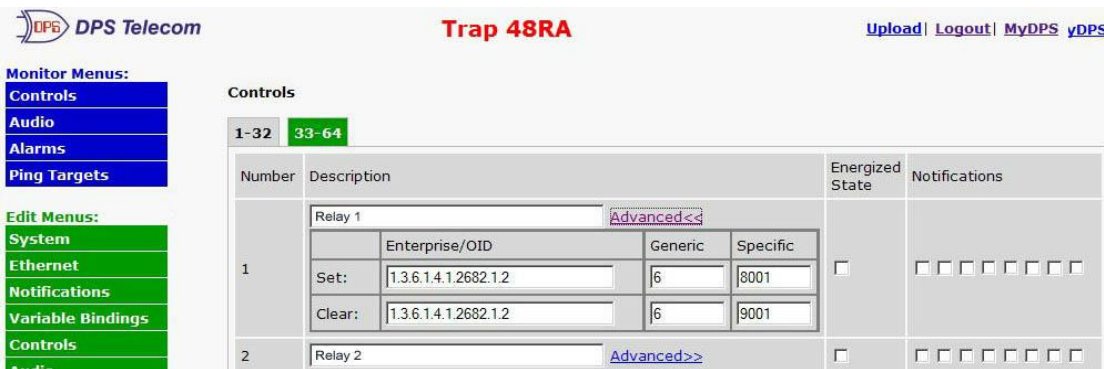 DPS DPS Telecom
Trap 48RA
Upload| Logout| MyDPS yDPS
Monitor Menus:
Controls
Audio
Alarms
Ping Targets
Edit Menus:
System
Ethernet
Notifications
Variable Bindings
Controls
Audio
Controls
1-32 33-64
Number Description Energized State Notifications
1 Relay 1 Advanced<<
Enterprise/OID Generic Specific
Set: 1.3.6.1.4.1.2682.1.2 6 8001
Clear: 1.3.6.1.4.1.2682.1.2 6 9001
2 Relay 2 Advanced>>